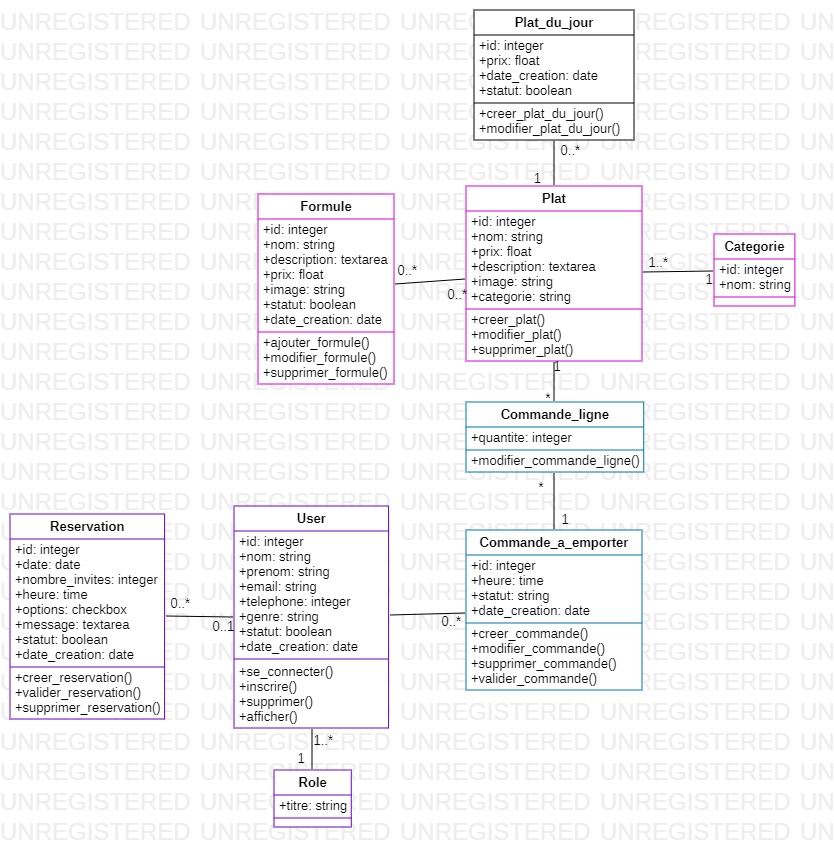 Plat_du_jour
+id: integer
+prix: float
+date_creation: date
+statut: boolean
+creer_plat_du_jour()
+modifier_plat_du_jour()
0..*
1
Plat
+id: integer
+nom: string
+prix: float
+description: textarea
+image: string
+categorie: string
+creer_plat()
+modifier_plat()
+supprimer_plat()
Formule
+id: integer
+nom: string
+description: textarea
+prix: float
+image: string
+statut: boolean
+date_creation: date
+ajouter_formule()
+modifier_formule()
+supprimer_formule()
0..*
0..*
1..*
1
Categorie
+id: integer
+nom: string
1
*
Commande_ligne
+quantite: integer
+modifier_commande_ligne()
*
1
Commande_a_emporter
+id: integer
+heure: time
+statut: string
+date_creation: date
+creer_commande()
+modifier_commande()
+supprimer_commande()
+valider_commande()
0..*
User
+id: integer
+nom: string
+prenom: string
+email: string
+telephone: integer
+genre: string
+statut: boolean
+date_creation: date
+se_connecter()
+inscrire()
+supprimer()
+afficher()
Reservation
+id: integer
+date: date
+nombre_invites: integer
+heure: time
+options: checkbox
+message: textarea
+statut: boolean
+date_creation: date
+creer_reservation()
+valider_reservation()
+supprimer_reservation()
0..*
0..1
1..*
1
Role
+titre: string
UNREGISTERED